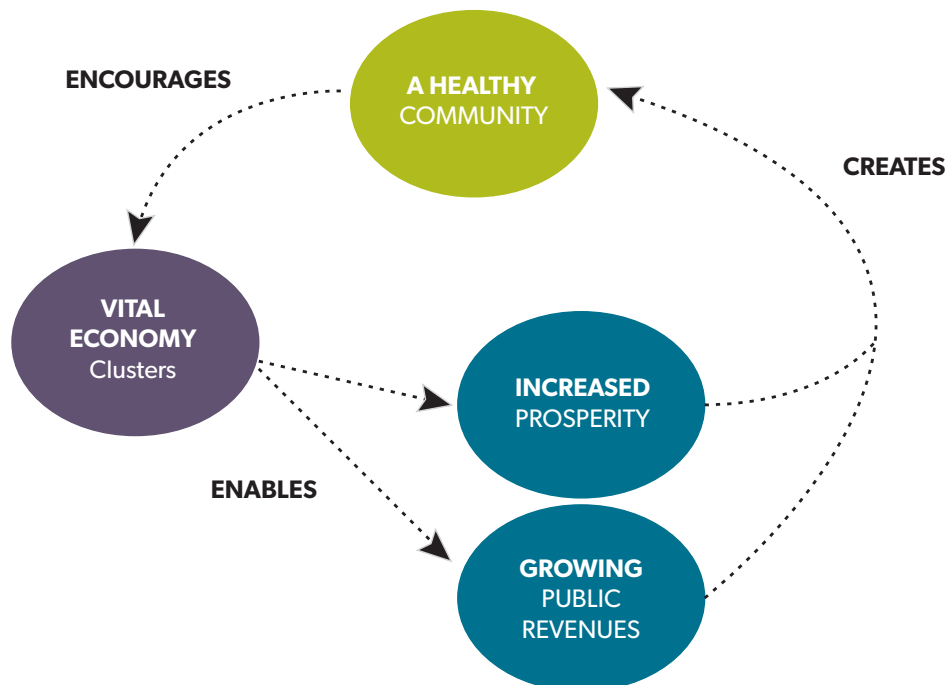 ENCOURAGES
A HEALTHY
COMMUNITY
CREATES
VITAL
ECONOMY
Clusters
INCREASED
PROSPERITY
ENABLES
GROWING
PUBLIC
REVENUES